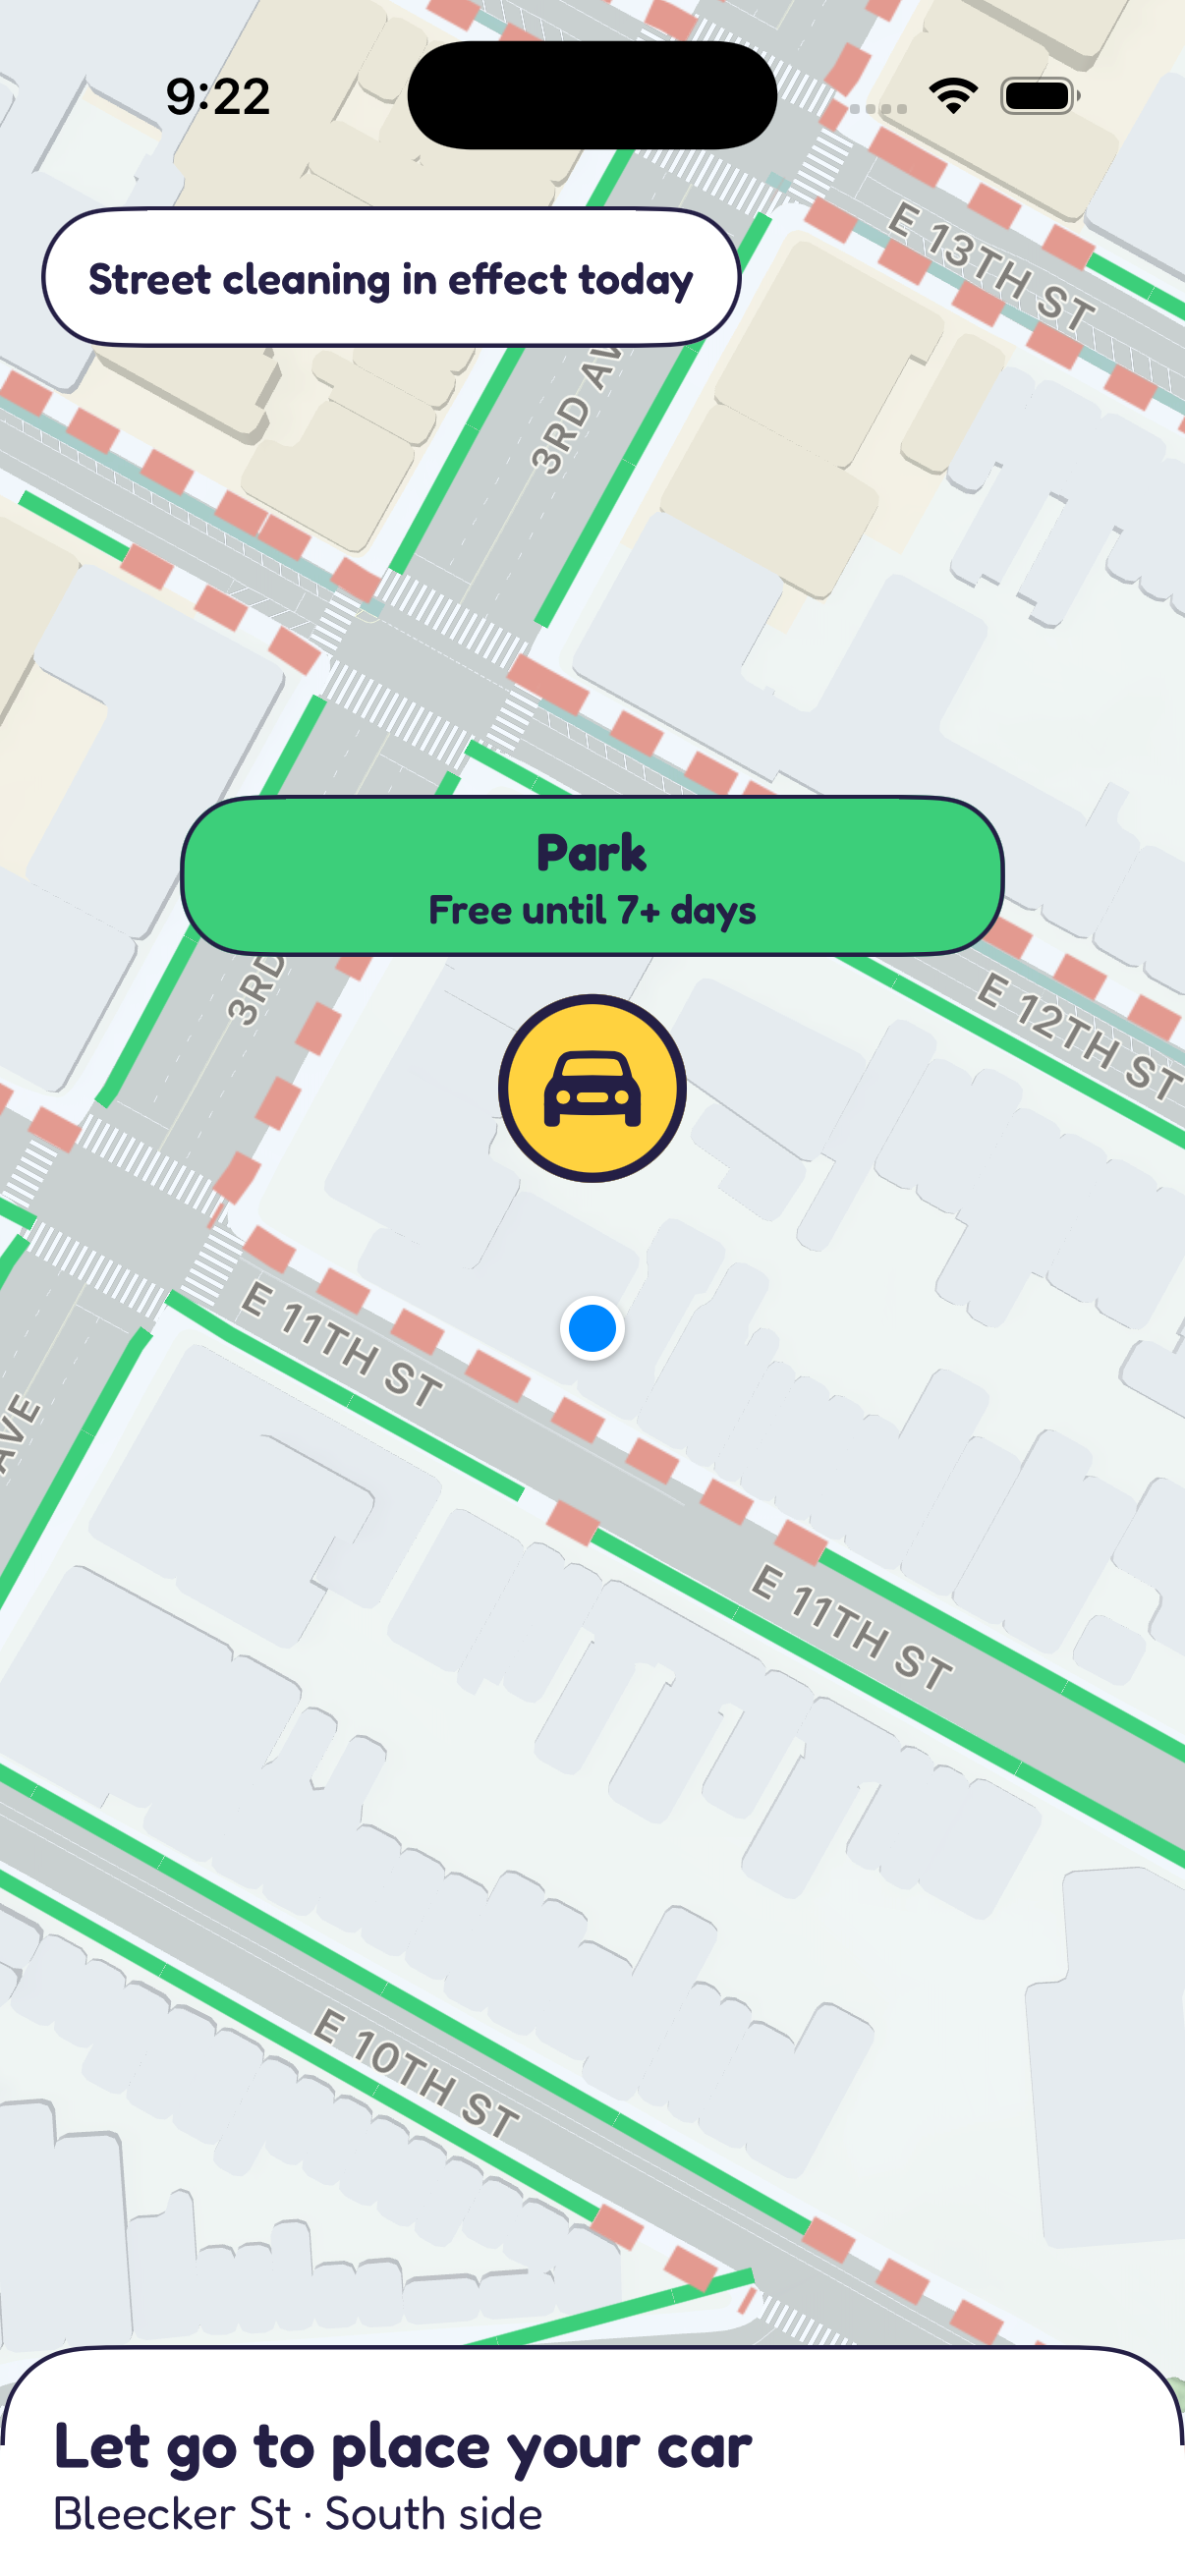 9:22
E 13TH ST
Street cleaning in effect today
3RD AV
Park
Free until 7+ days
3RD
E 12TH ST
E 11TH ST
AVE
E 11TH ST
E 10TH ST
Let go to place your car
Bleecker St · South side